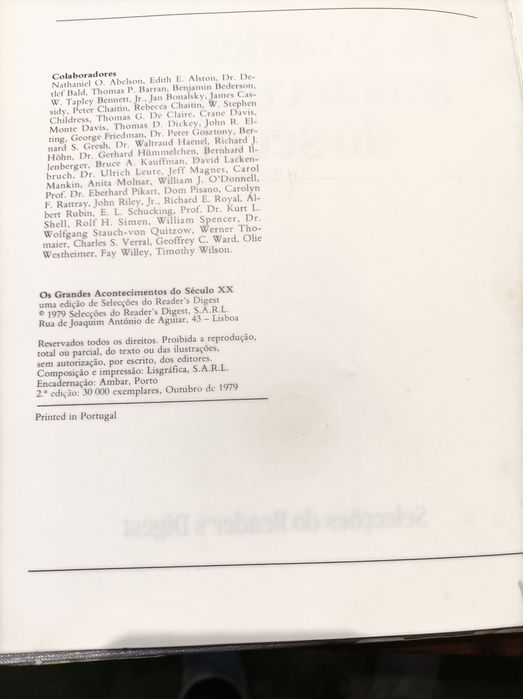 Colaboradores
Nathaniel O. Abelson, Edith E. Alston, Dr. De-
tlef Bald, Thomas P. Barran, Benjamin Bederson,
W. Tapley Bennett, Jr., Jan Bonalsky, James Cas-
sidy, Peter Chaitin, Rebecca Chaitin, W. Stephen
Childress, Thomas G. De Claire, Crane Davis,
Monte Davis, Thomas D. Dickey, John R. El-
ting, George Friedman, Dr. Peter Gosztony, Ber-
nard S. Gresh, Dr. Waltraud Haenel, Richard J.
Höhn, Dr. Gerhard Hümmelchen, Bernhard Il-
lenberger, Bruce A. Kauffman, David Lacken-
bruch, Dr. Ulrich Leute, Jeff Magnes, Carol
Mankin, Anita Molnar, William J. O'Donnell,
Prof. Dr. Eberhard Pikart, Dom Pisano, Carolyn
F. Rattray, John Riley, Jr., Richard E. Royal, Al-
bert Rubin, E. L. Schucking, Prof. Dr. Kurt L.
Shell, Rolf H. Simen, William Spencer, Dr.
Wolfgang Stauch-von Quitzow, Werner Tho-
maier, Charles S. Verral, Geoffrey C. Ward, Olie
Westheimer, Fay Willey, Timothy Wilson.
Os Grandes Acontecimentos do Século XX
uma edição de Selecções do Reader's Digest
© 1979 Selecções do Reader's Digest, S.A.R.L.
Rua de Joaquim António de Aguiar, 43 – Lisboa
Reservados todos os direitos. Proibida a reprodução,
total ou parcial, do texto ou das ilustrações,
sem autorização, por escrito, dos editores.
Composição e impressão: Lisgráfica, S.A.R.L.
Encadernação: Ambar, Porto
2.ª edição: 30 000 exemplares, Outubro de 1979
Printed in Portugal
Selecções do Reader's Digest